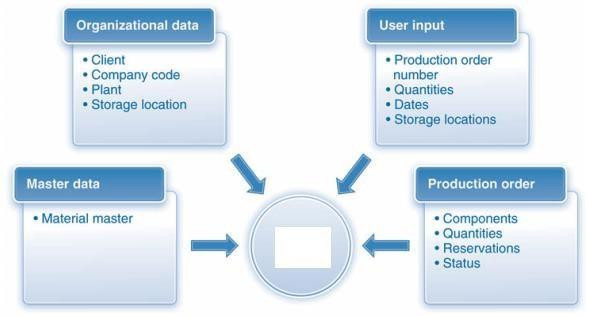 Organizational data
• Client
• Company code
• Plant
• Storage location
User input
• Production order
number
• Quantities
• Dates
• Storage locations
Master data
• Material master
Production order
• Components
• Quantities
• Reservations
• Status